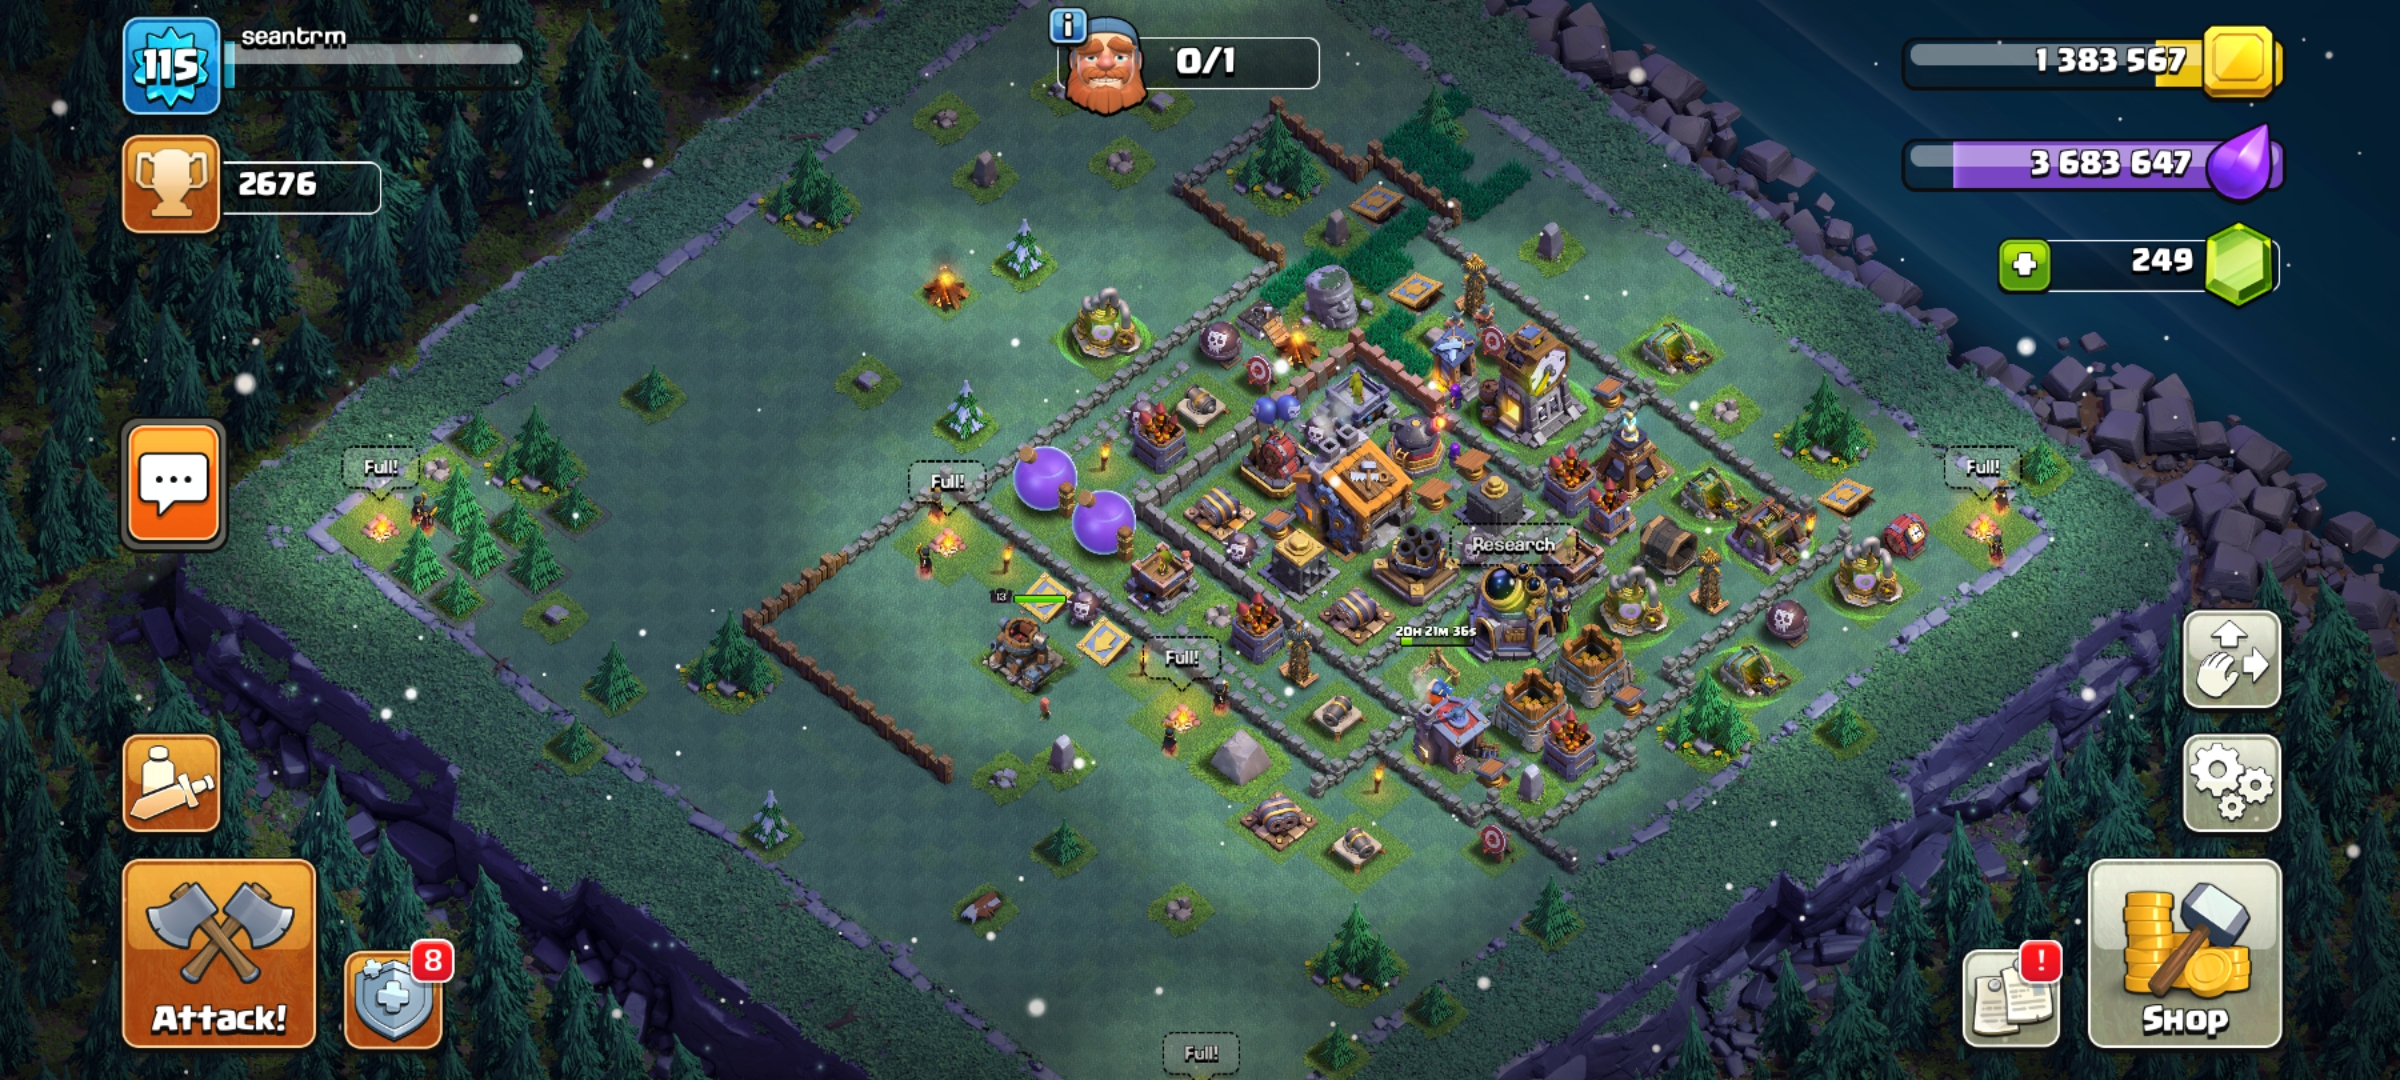 115
seantrm
i
0/1
1 383 567
2676
3 683 647
249
Full!
Full!
Full!
Research
13
20H 21M 36s
Full!
8
Attack!
!
Shop
Full!